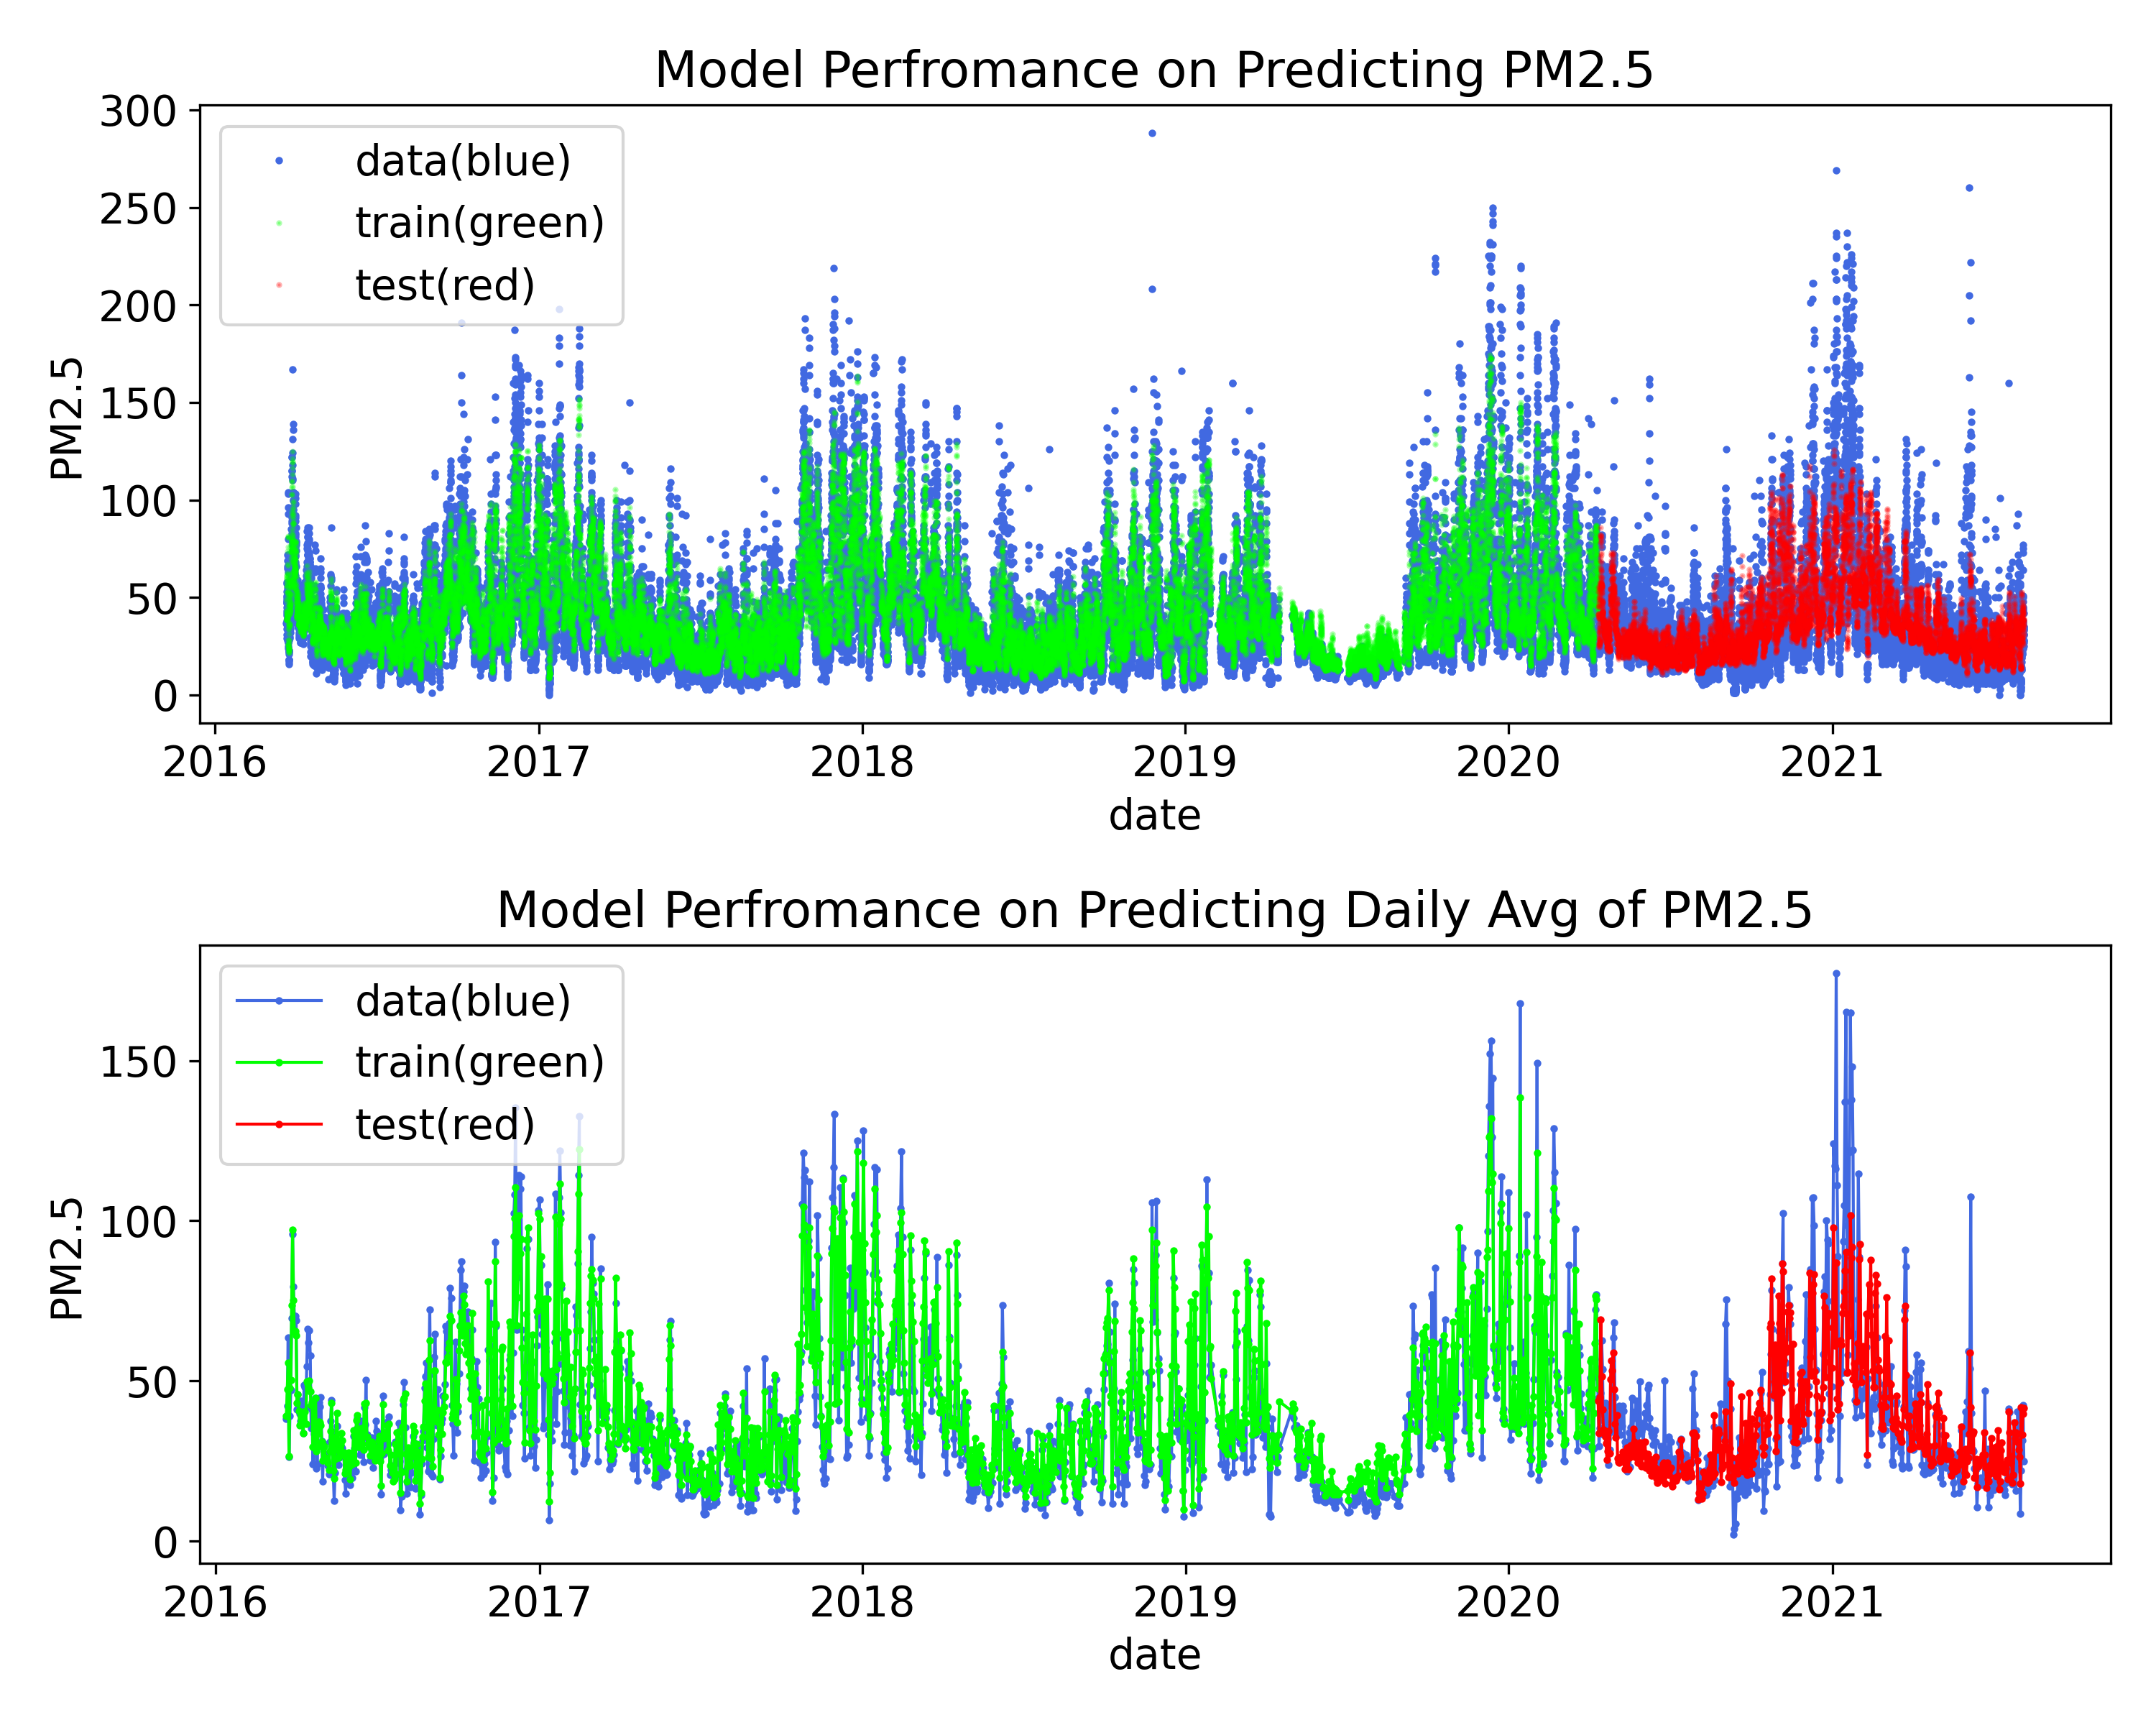 Model Perfromance on Predicting PM2.5
300
250
200
150
100
50
0
PM2.5
data(blue)
train(green)
test(red)
2016 2017 2018 2019 2020 2021
date
Model Perfromance on Predicting Daily Avg of PM2.5
150
100
50
0
PM2.5
data(blue)
train(green)
test(red)
2016 2017 2018 2019 2020 2021
date